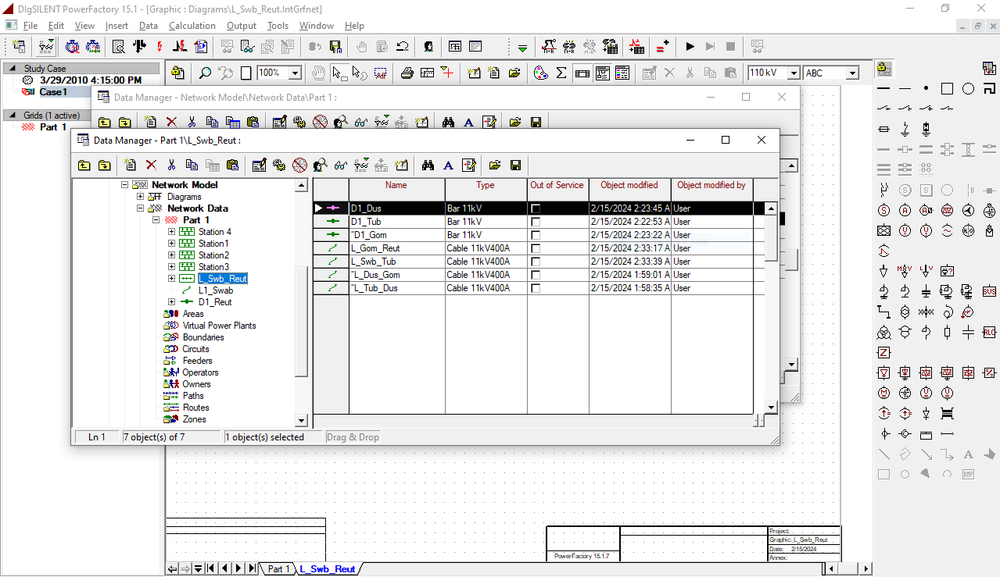 DIgSILENT PowerFactory 15.1 - [Graphic : Diagrams\L_Swb_Reut.IntGrfnet]
File Edit View Insert Data Calculation Output Tools Window Help
100%
110 kV
ABC
Study Case
3/29/2010 4:15:00 PM
Case1
Grids (1 active)
Part 1
Data Manager - Network Model\Network Data\Part 1 :
Data Manager - Part 1\L_Swb_Reut :
Network Model
Diagrams
Network Data
Part 1
Station 4
Station1
Station2
Station3
L_Swb_Reut
L1_Swab
D1_Reut
Areas
Virtual Power Plants
Boundaries
Circuits
Feeders
Operators
Owners
Paths
Routes
Zones
Name Type Out of Service Object modified Object modified by
D1_Dus Bar 11kV 2/15/2024 2:23:45 A User
D1_Tub Bar 11kV 2/15/2024 2:22:53 A User
"D1_Gom Bar 11kV 2/15/2024 2:23:22 A User
L_Gom_Reut Cable 11kV400A 2/15/2024 2:33:17 A User
L_Swb_Tub Cable 11kV400A 2/15/2024 2:33:39 A User
"L_Dus_Gom Cable 11kV400A 2/15/2024 1:59:01 A User
"L_Tub_Dus Cable 11kV400A 2/15/2024 1:58:35 A User
Ln 1 7 object(s) of 7 1 object(s) selected Drag & Drop
SVS
RLC
Z
A
BMP
PowerFactory 15.1.7
Project:
Graphic: L_Swb_Reut
Date: 2/15/2024
Annex:
Part 1 L_Swb_Reut